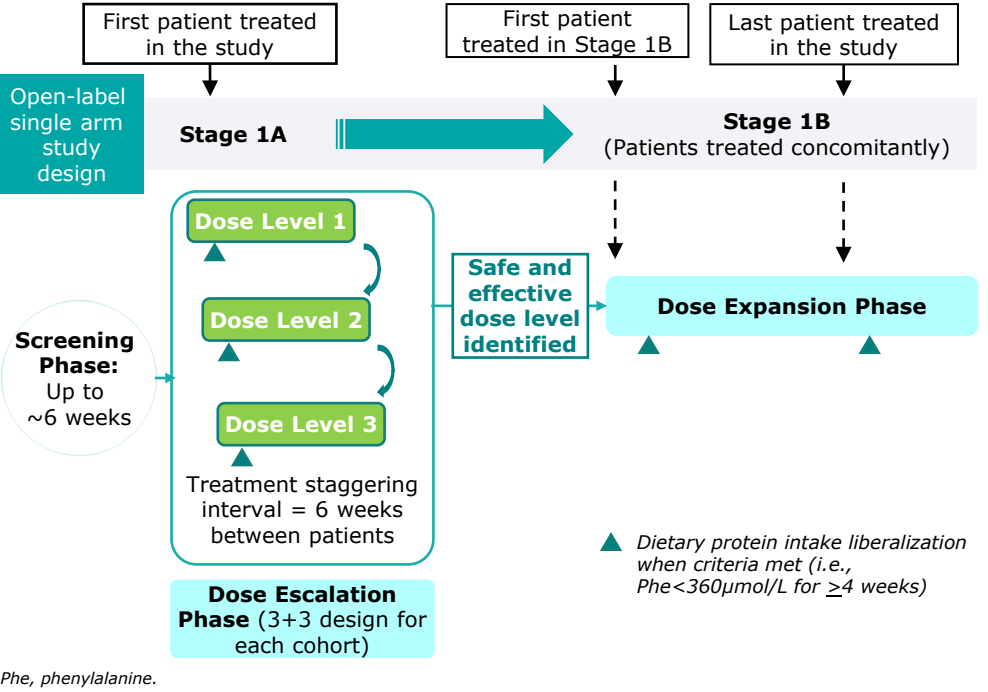 First patient treated
in the study
First patient
treated in Stage 1B
Last patient treated
in the study
Open-label
single arm
study
design
Stage 1A
Stage 1B
(Patients treated concomitantly)
Screening
Phase:
Up to
~6 weeks
Dose Level 1
Dose Level 2
Dose Level 3
Treatment staggering
interval = 6 weeks
between patients
Dose Escalation
Phase (3+3 design for
each cohort)
Safe and
effective
dose level
identified
Dose Expansion Phase
Dietary protein intake liberalization
when criteria met (i.e.,
Phe<360µmol/L for ≥4 weeks)
Phe, phenylalanine.